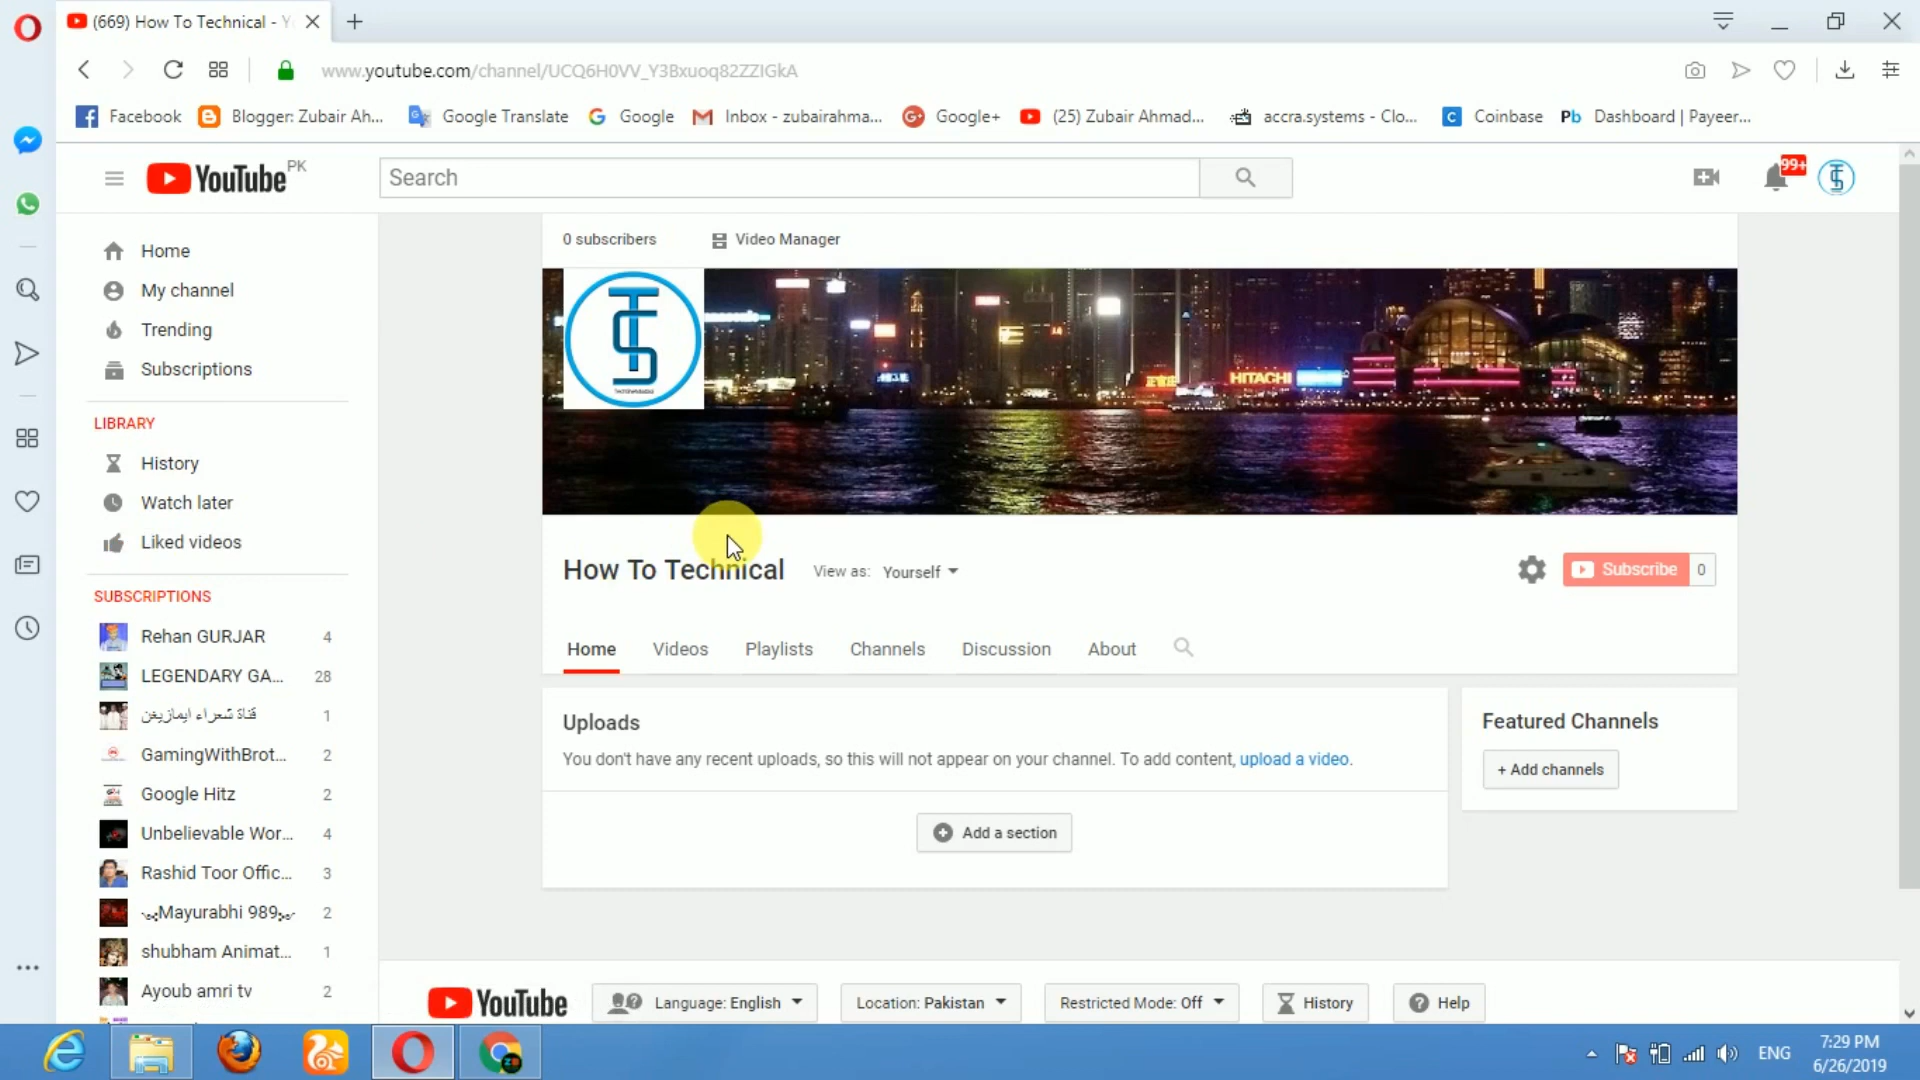 (669) How To Technical - Y
www.youtube.com/channel/UCQ6H0VV_Y3Bxuoq82ZZIGkA
Facebook
Blogger: Zubair Ah...
Google Translate
Google
Inbox - zubairahma...
Google+
(25) Zubair Ahmad...
accra.systems - Clo...
Coinbase
Pb Dashboard | Payeer...
YouTube PK
Search
99+
Home
My channel
Trending
Subscriptions
LIBRARY
History
Watch later
Liked videos
SUBSCRIPTIONS
Rehan GURJAR 4
LEGENDARY GA... 28
قناة شعراء ايمازيغن 1
GamingWithBrot... 2
Google Hitz 2
Unbelievable Wor... 4
Rashid Toor Offic... 3
Mayurabhi 989 2
shubham Animat... 1
Ayoub amri tv 2
0 subscribers
Video Manager
HITACHI
How To Technical
View as: Yourself
Subscribe 0
Home
Videos
Playlists
Channels
Discussion
About
Uploads
You don't have any recent uploads, so this will not appear on your channel. To add content, upload a video.
Add a section
Featured Channels
+ Add channels
YouTube
Language: English
Location: Pakistan
Restricted Mode: Off
History
Help
ENG
7:29 PM
6/26/2019